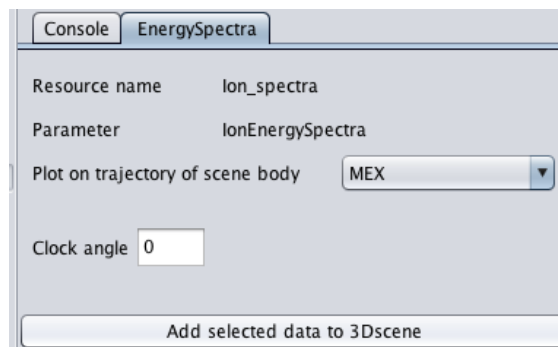 Console EnergySpectra
Resource name Ion_spectra
Parameter IonEnergySpectra
Plot on trajectory of scene body MEX
Clock angle 0
Add selected data to 3Dscene